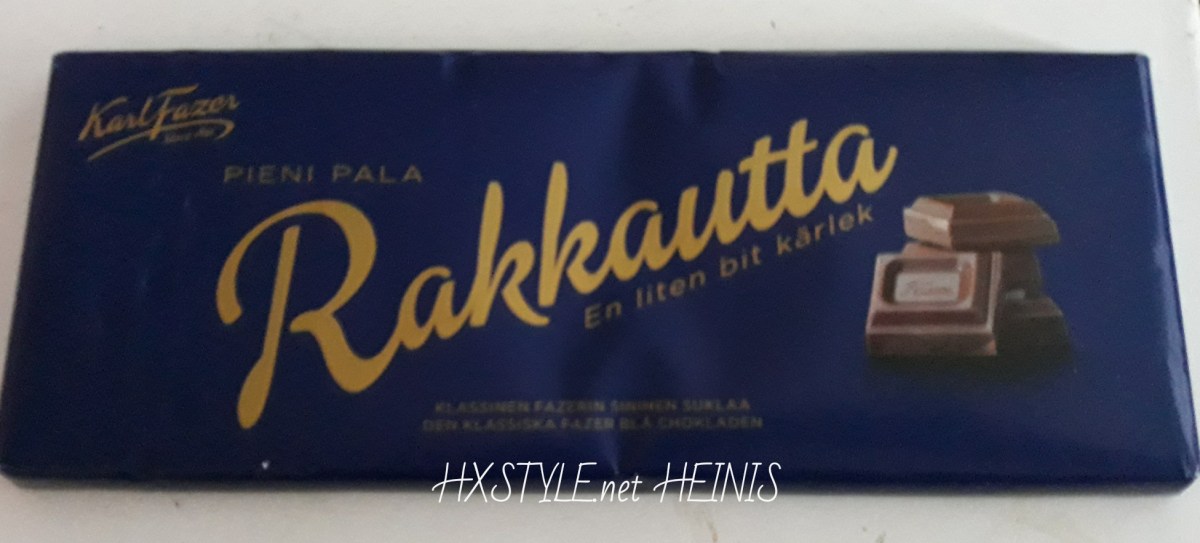 Karl Fazer
PIENI PALA
Rakkautta
En liten bit kärlek
KLASSINEN FAZERIN SININEN SUKLAA
DEN KLASSISKA FAZER BLÅ CHOKLADEN
HXSTYLE.net HEINIS